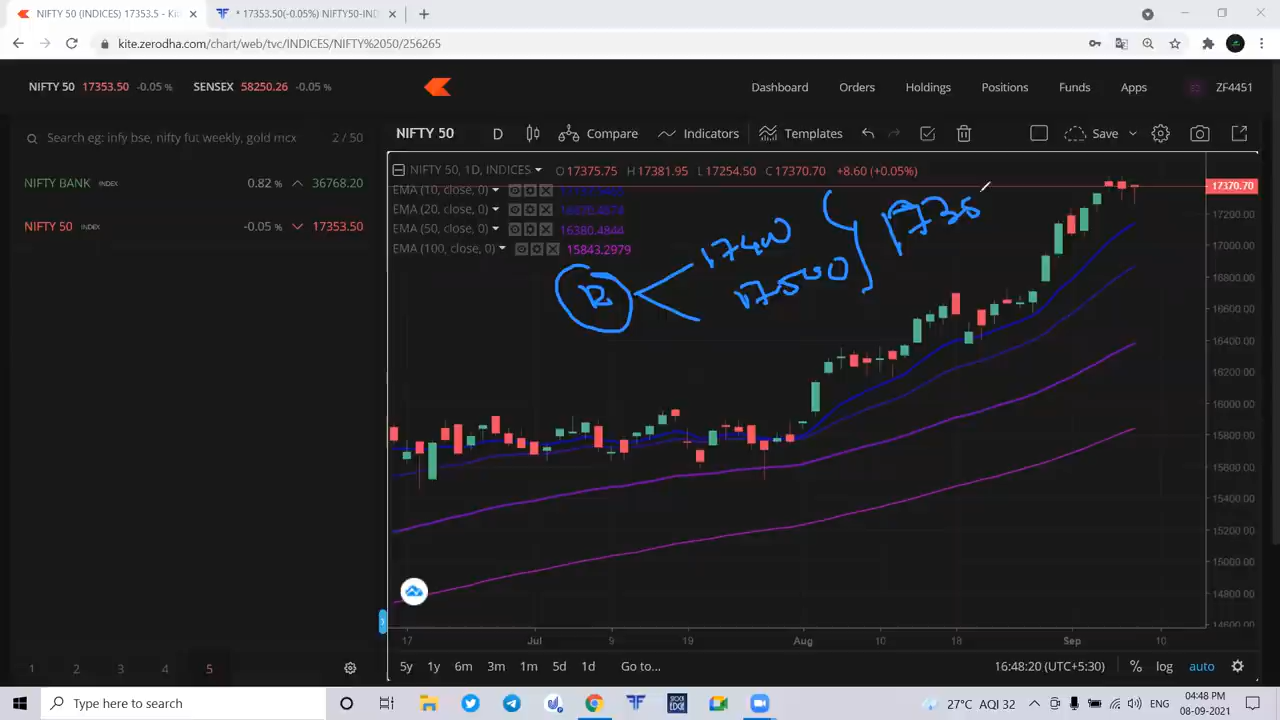 NIFTY 50 (INDICES) 17353.5 - Ki
* 17353.50(-0.05%) NIFTY50-IND
kite.zerodha.com/chart/web/tvc/INDICES/NIFTY%2050/256265
NIFTY 50 17353.50 -0.05 % SENSEX 58250.26 -0.05 %
Dashboard Orders Holdings Positions Funds Apps ZF4451
Search eg: infy bse, nifty fut weekly, gold mcx 2 / 50
NIFTY 50 D Compare Indicators Templates Save
NIFTY BANK INDEX 0.82 % 36768.20
NIFTY 50 INDEX -0.05 % 17353.50
NIFTY 50, 1D, INDICES O17375.75 H17381.95 L17254.50 C17370.70 +8.60 (+0.05%)
EMA (10, close, 0)
EMA (20, close, 0)
EMA (50, close, 0) 16380.4844
EMA (100, close, 0) 15843.2979
R
17400
17500
1735
17370.70
17200.00
17000.00
16800.00
16600.00
16400.00
16200.00
16000.00
15800.00
15600.00
15400.00
15200.00
15000.00
14800.00
14600.00
17 Jul 9 19 Aug 10 18 Sep 10
1 2 3 4 5
5y 1y 6m 3m 1m 5d 1d Go to... 16:48:20 (UTC+5:30) % log auto
Type here to search
STOCK EDGE
27°C AQI 32 ENG
04:48 PM
08-09-2021